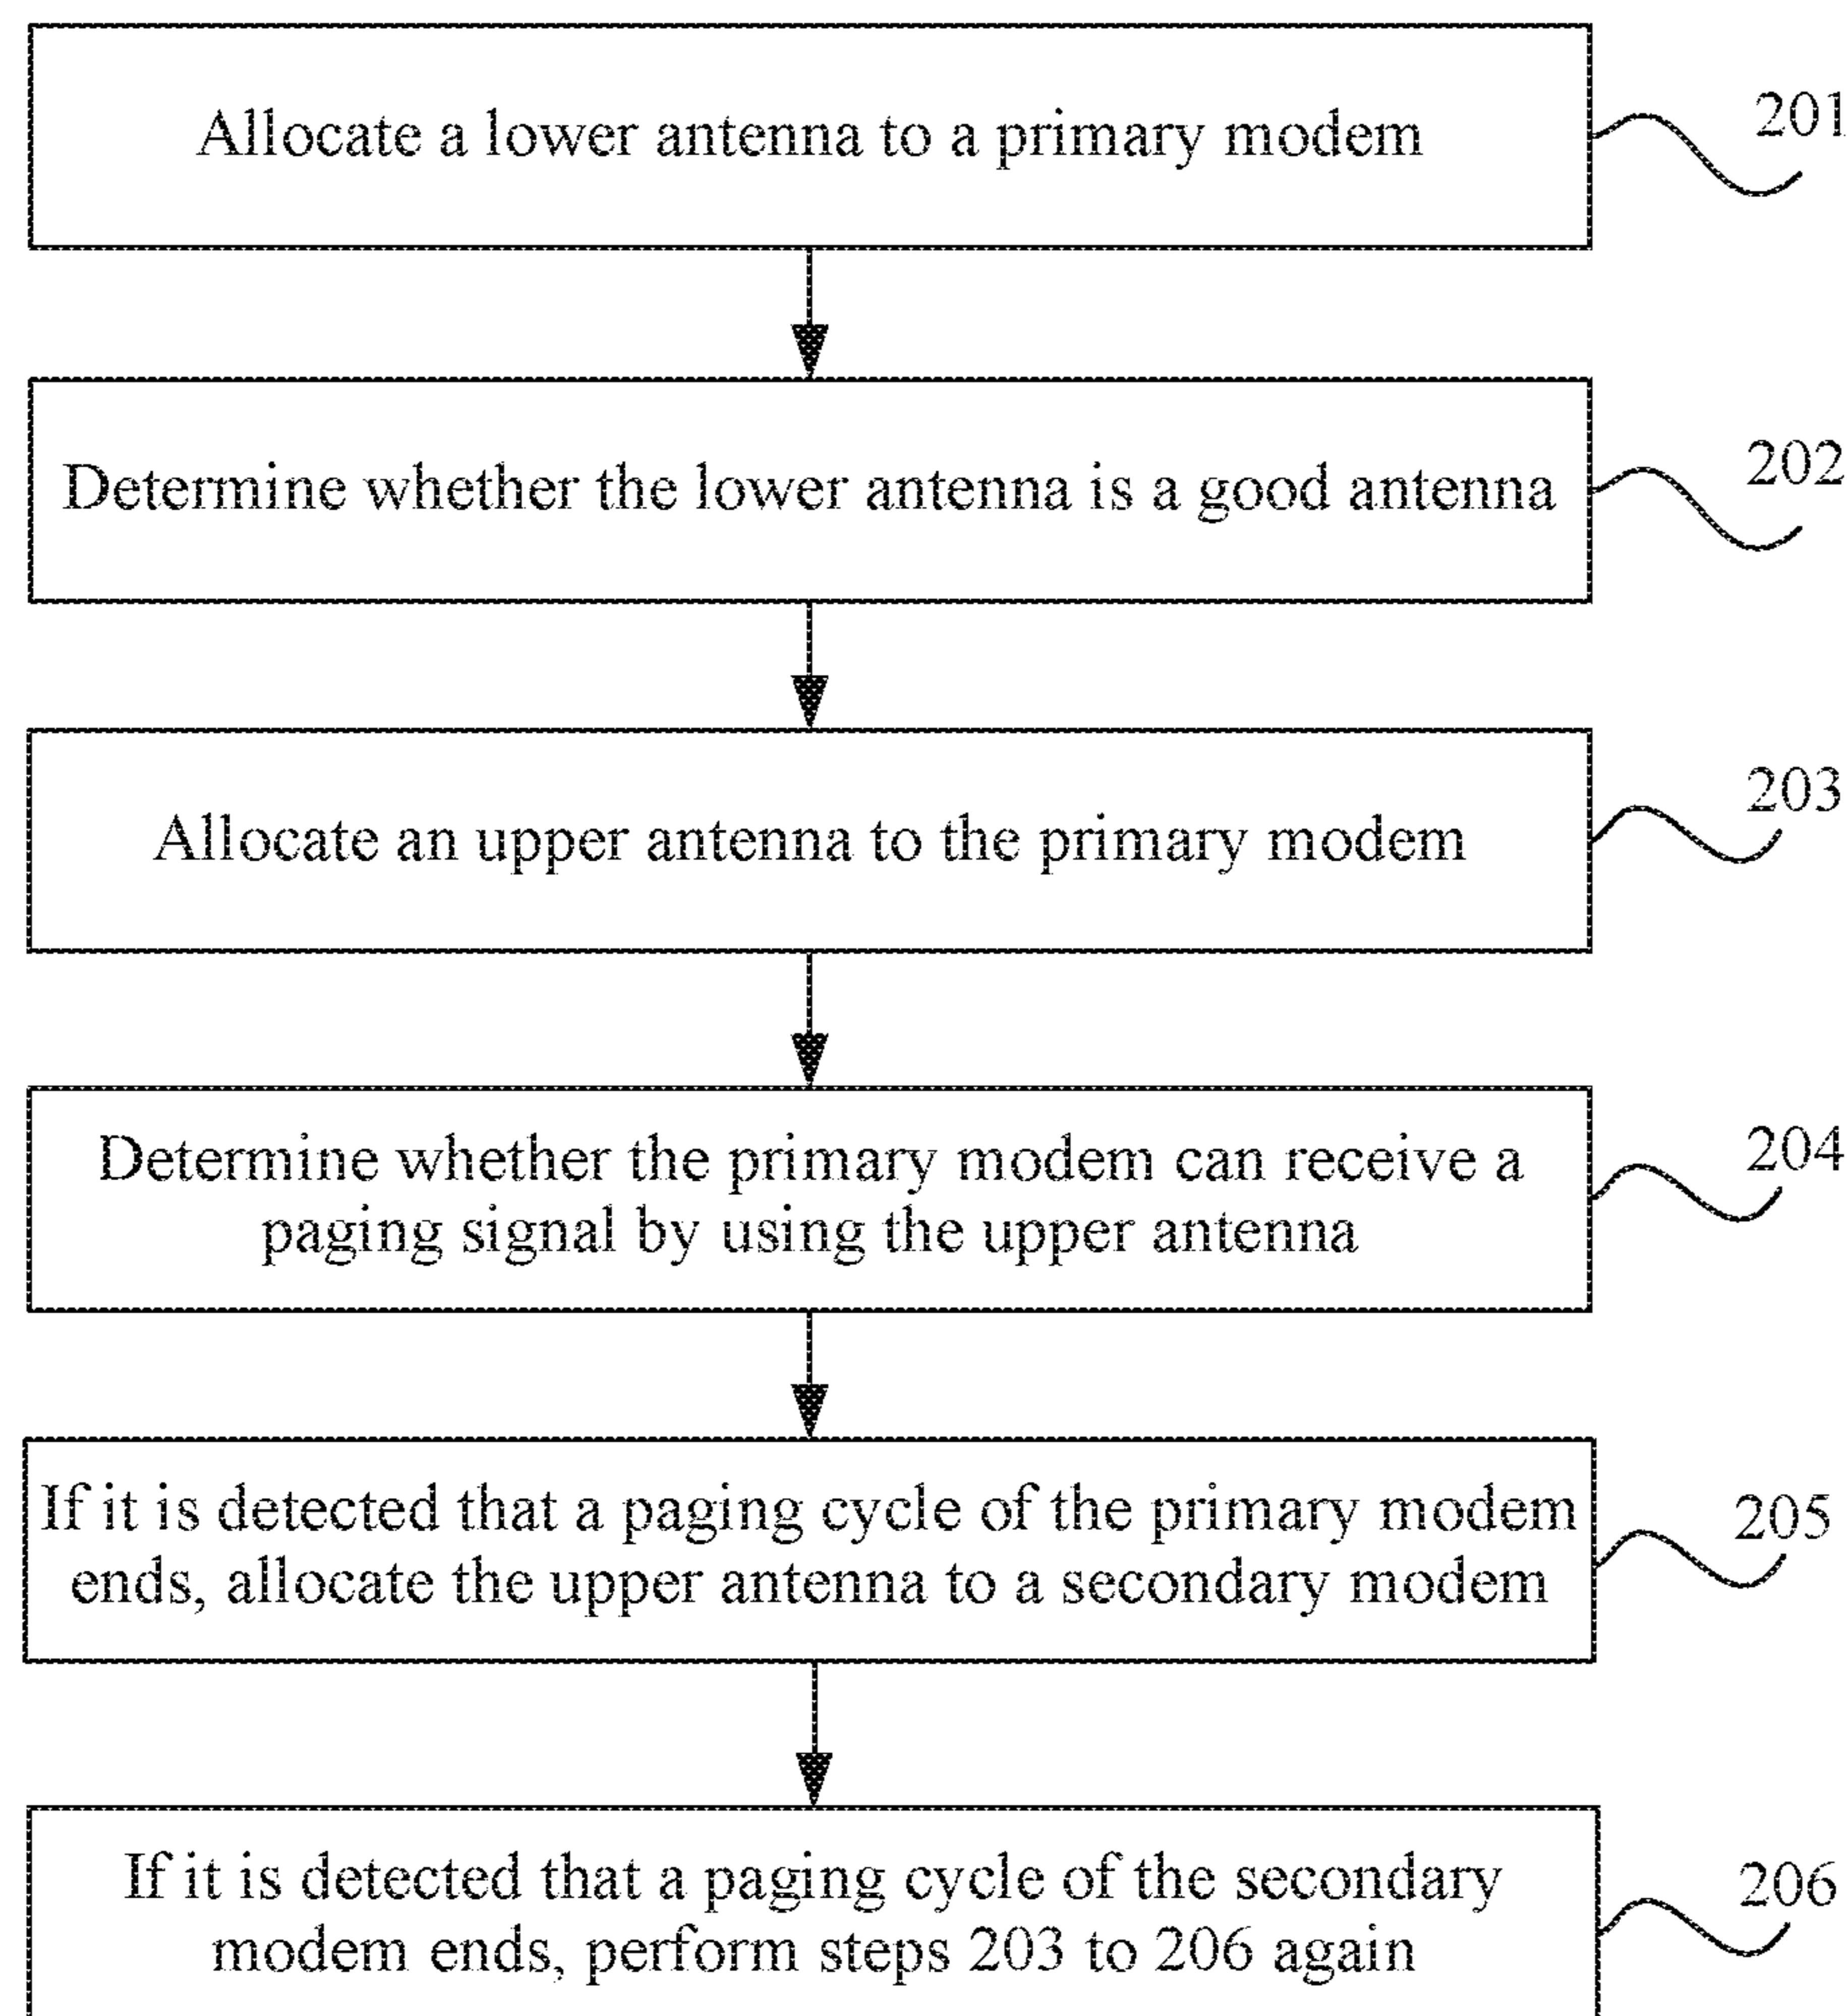 Allocate a lower antenna to a primary modem
201
Determine whether the lower antenna is a good antenna
202
Allocate an upper antenna to the primary modem
203
Determine whether the primary modem can receive a
paging signal by using the upper antenna
204
If it is detected that a paging cycle of the primary modem
ends, allocate the upper antenna to a secondary modem
205
If it is detected that a paging cycle of the secondary
modem ends, perform steps 203 to 206 again
206